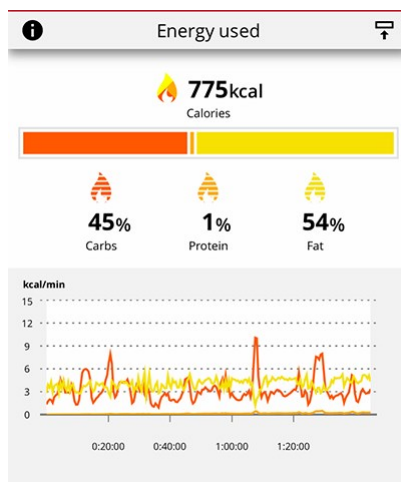 Energy used
775kcal
Calories
45% 1% 54%
Carbs Protein Fat
kcal/min
15
12
9
6
3
0
0:20:00 0:40:00 1:00:00 1:20:00